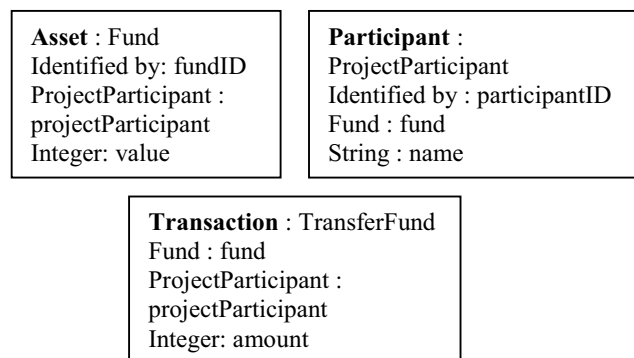 Asset : Fund
Identified by: fundID
ProjectParticipant :
projectParticipant
Integer: value
Participant :
ProjectParticipant
Identified by : participantID
Fund : fund
String : name
Transaction : TransferFund
Fund : fund
ProjectParticipant :
projectParticipant
Integer: amount